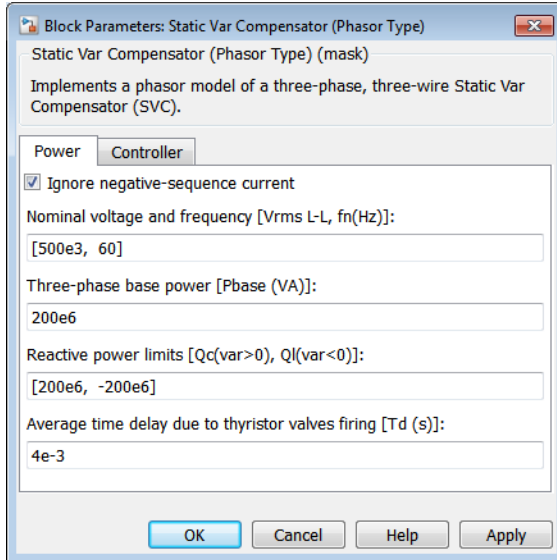 Block Parameters: Static Var Compensator (Phasor Type)
Static Var Compensator (Phasor Type) (mask)
Implements a phasor model of a three-phase, three-wire Static Var
Compensator (SVC).
Power Controller
Ignore negative-sequence current
Nominal voltage and frequency [Vrms L-L, fn(Hz)]:
[500e3, 60]
Three-phase base power [Pbase (VA)]:
200e6
Reactive power limits [Qc(var>0), Ql(var<0)]:
[200e6, -200e6]
Average time delay due to thyristor valves firing [Td (s)]:
4e-3
OK Cancel Help Apply